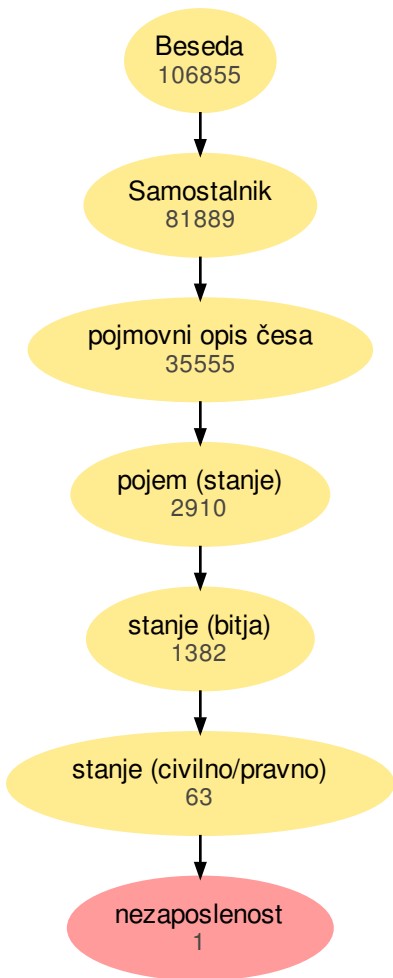 Beseda
106855
Samostalnik
81889
pojmovni opis česa
35555
pojem (stanje)
2910
stanje (bitja)
1382
stanje (civilno/pravno)
63
nezaposlenost
1